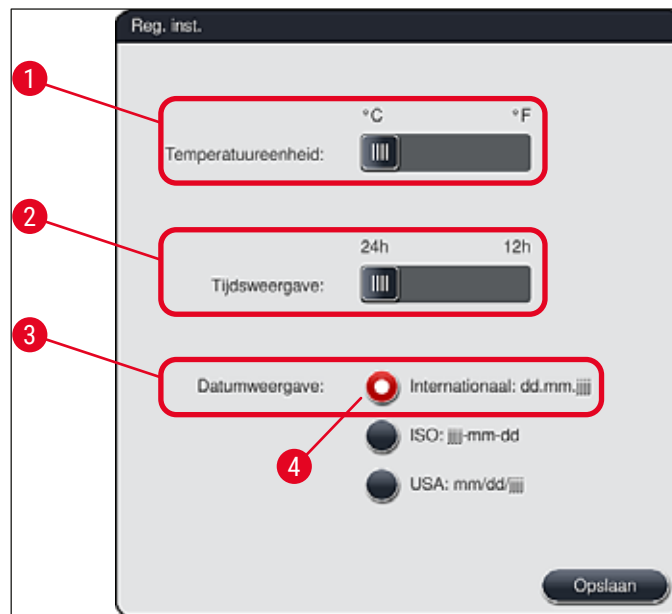 Reg. inst.
1
°C °F
Temperatuureenheid:
2
24h 12h
Tijdsweergave:
3
Datumweergave: Internationaal: dd.mm.jjjj
4
ISO: jjjj-mm-dd
USA: mm/dd/jjjj
Opslaan